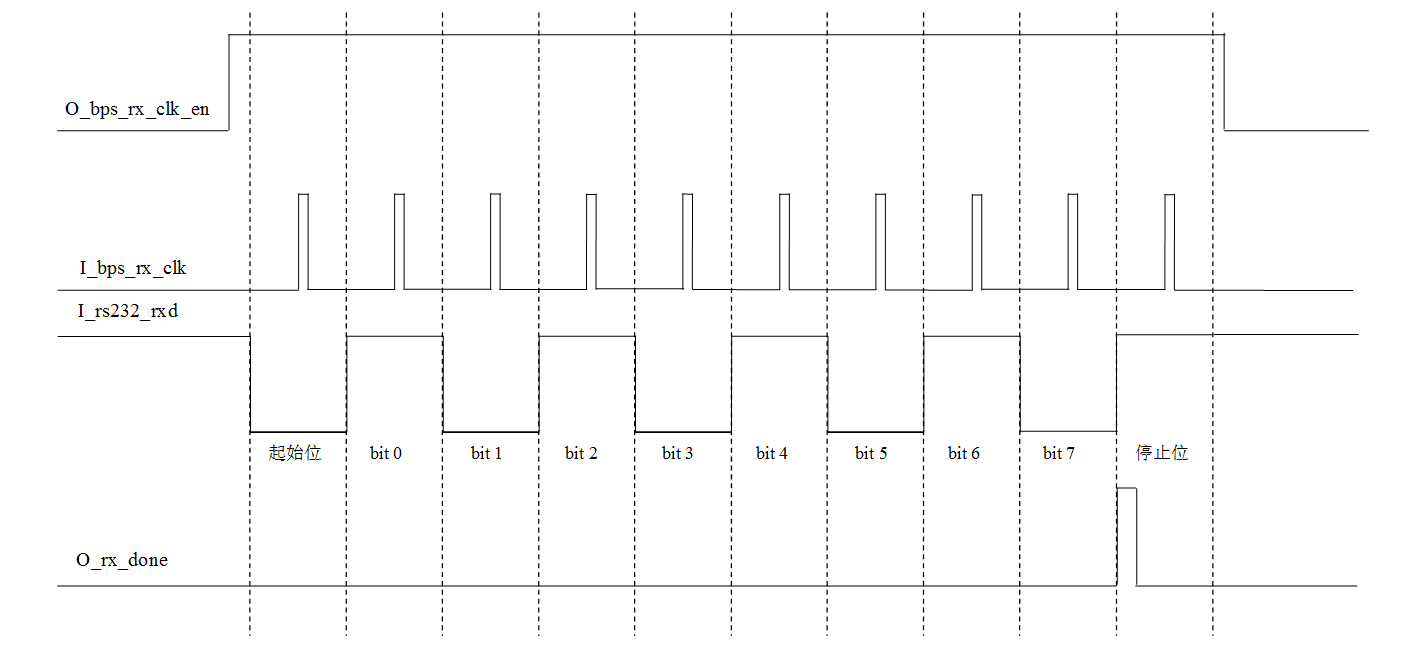 O_bps_rx_clk_en
I_bps_rx_clk
I_rs232_rxd
起始位 bit 0 bit 1 bit 2 bit 3 bit 4 bit 5 bit 6 bit 7 停止位
O_rx_done